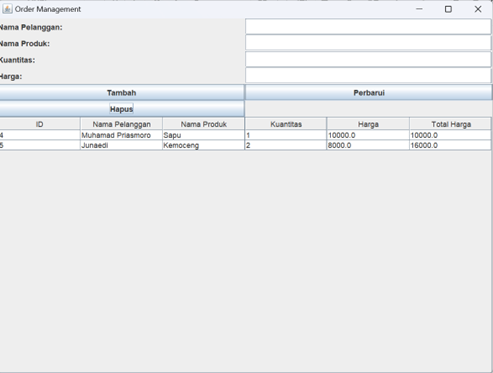 Order Management
Nama Pelanggan:
Nama Produk:
Kuantitas:
Harga:
Tambah Perbarui
Hapus
ID Nama Pelanggan Nama Produk Kuantitas Harga Total Harga
4 Muhamad Priasmoro Sapu 1 10000.0 10000.0
5 Junaedi Kemoceng 2 8000.0 16000.0